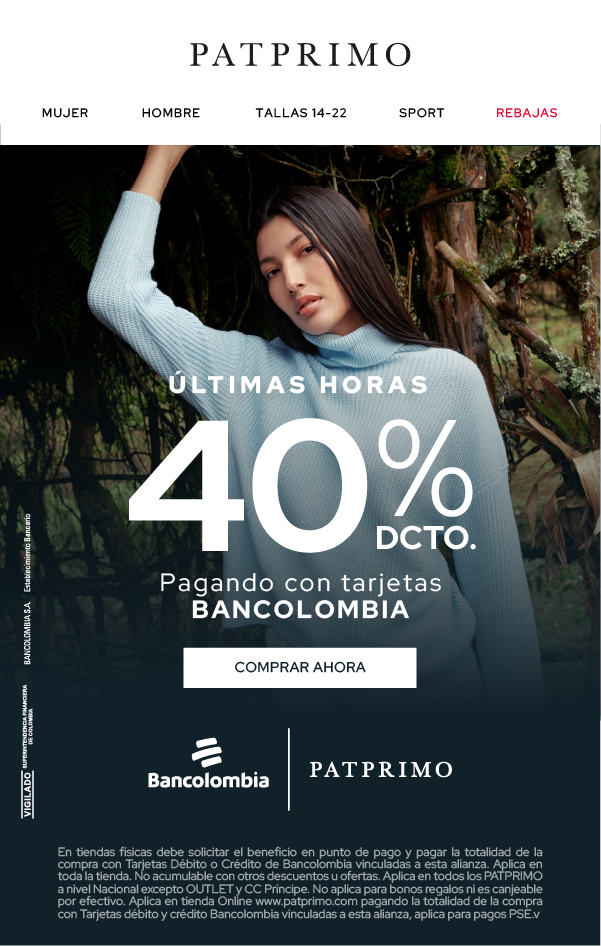 PATPRIMO
MUJER HOMBRE TALLAS 14-22 SPORT REBAJAS
ÚLTIMAS HORAS
40%
DCTO.
Pagando con tarjetas
BANCOLOMBIA
COMPRAR AHORA
BANCOLOMBIA S.A. Establecimiento Bancario
VIGILADO SUPERINTENDENCIA FINANCIERA
DE COLOMBIA
Bancolombia PATPRIMO
En tiendas físicas debe solicitar el beneficio en punto de pago y pagar la totalidad de la
compra con Tarjetas Débito o Crédito de Bancolombia vinculadas a esta alianza. Aplica en
toda la tienda. No acumulable con otros descuentos u ofertas. Aplica en todos los PATPRIMO
a nivel Nacional excepto OUTLET y CC Príncipe. No aplica para bonos regalos ni es canjeable
por efectivo. Aplica en tienda Online www.patprimo.com pagando la totalidad de la compra
con Tarjetas débito y crédito Bancolombia vinculadas a esta alianza, aplica para pagos PSE.v